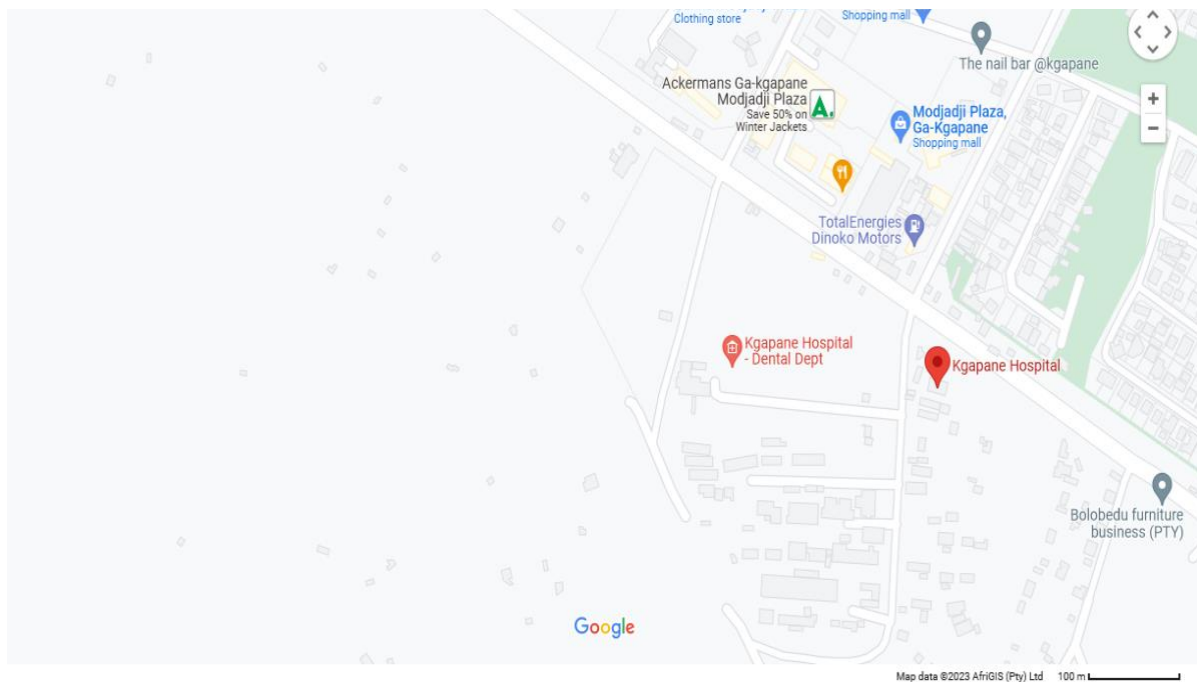 Clothing store
Shopping mall
The nail bar @kgapane
Ackermans Ga-kgapane
Modjadji Plaza
Save 50% on
Winter Jackets
A.
Modjadji Plaza,
Ga-Kgapane
Shopping mall
+
−
TotalEnergies
Dinoko Motors
Kgapane Hospital
- Dental Dept
Kgapane Hospital
Bolobedu furniture
business (PTY)
Google
Map data ©2023 AfriGIS (Pty) Ltd 100 m